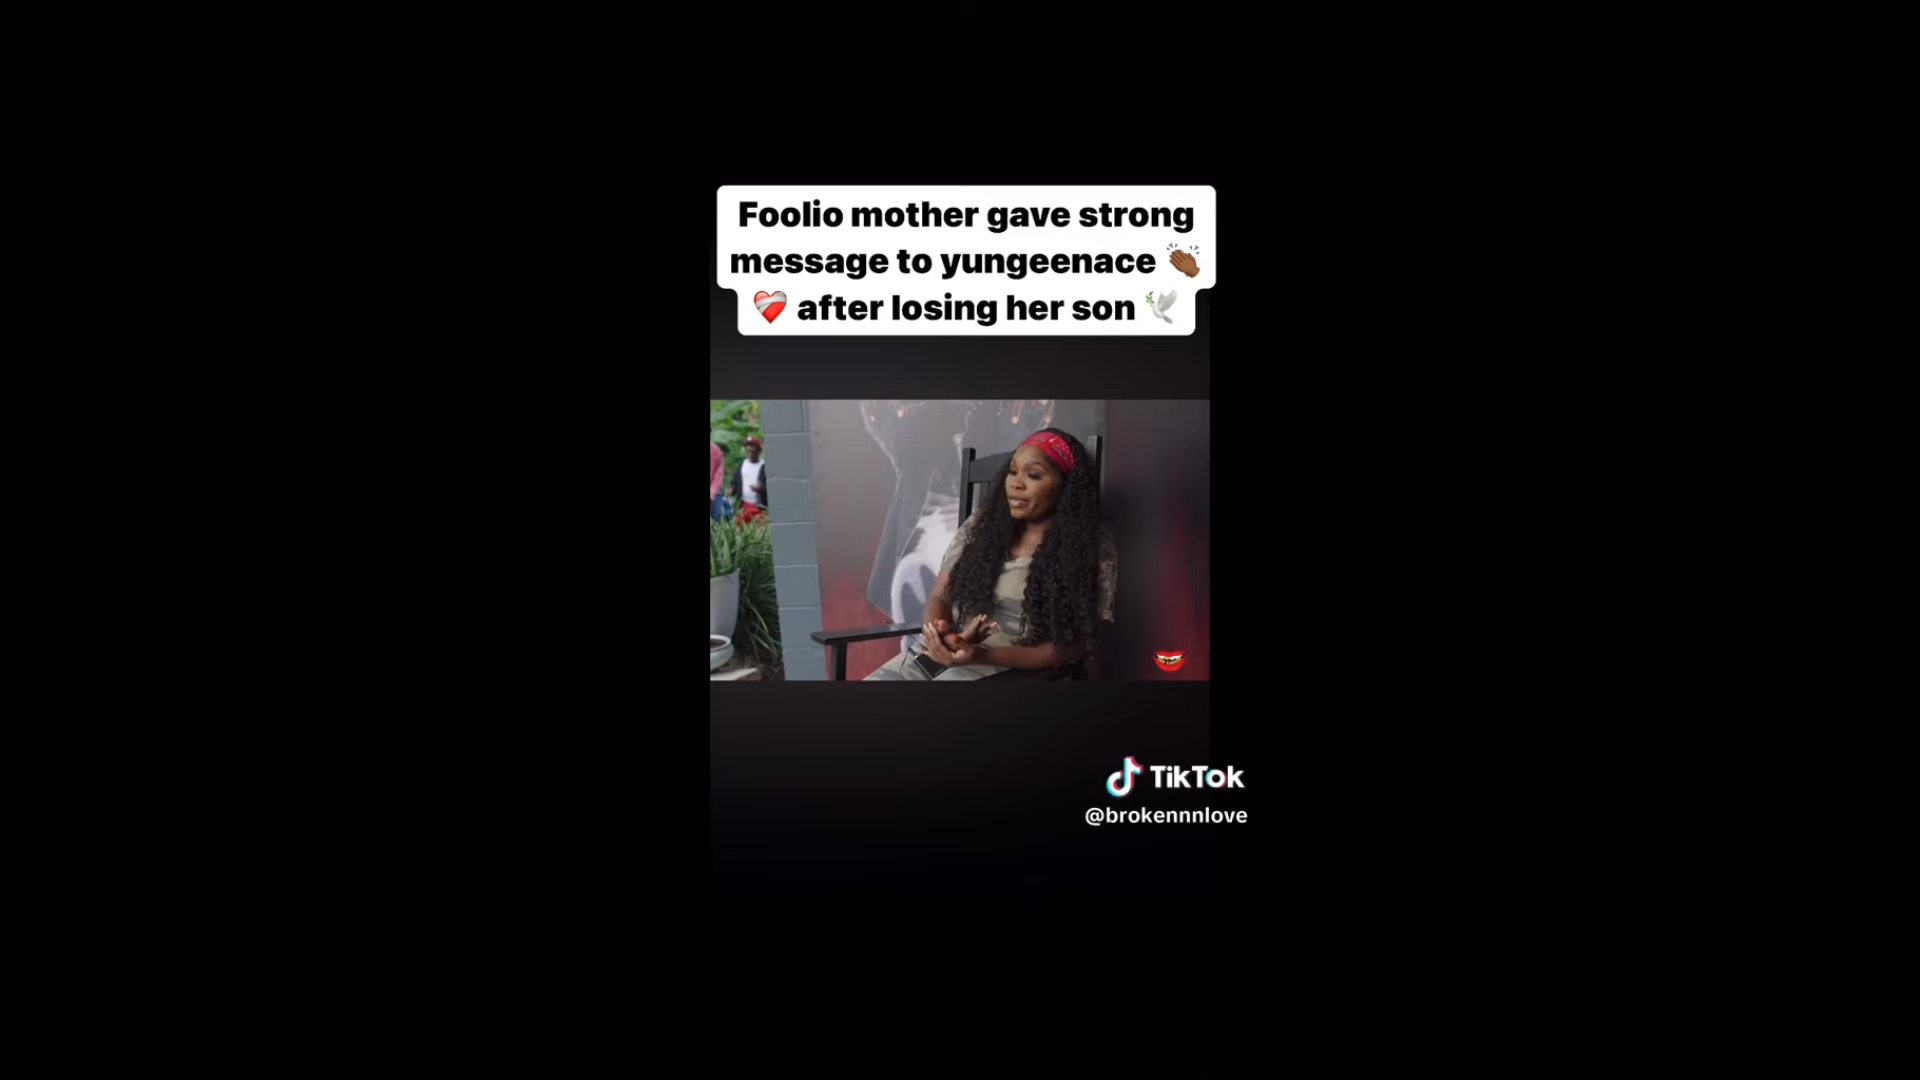 Foolio mother gave strong
message to yungeenace 👏🏾
❤️‍🩹 after losing her son 🕊️
TikTok
@brokennnlove